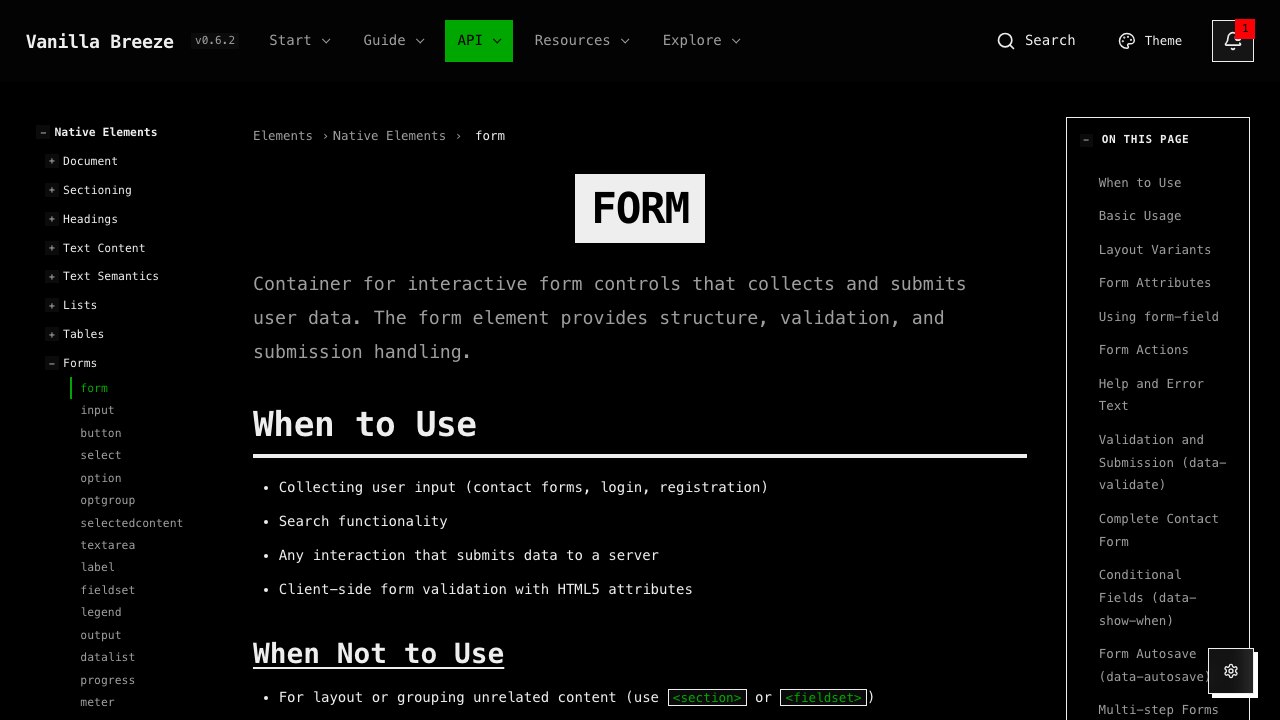 Vanilla Breeze v0.6.2 Start Guide API Resources Explore Search Theme 1
− Native Elements
+ Document
+ Sectioning
+ Headings
+ Text Content
+ Text Semantics
+ Lists
+ Tables
− Forms
form
input
button
select
option
optgroup
selectedcontent
textarea
label
fieldset
legend
output
datalist
progress
meter
Elements › Native Elements › form
FORM
Container for interactive form controls that collects and submits
user data. The form element provides structure, validation, and
submission handling.
When to Use
• Collecting user input (contact forms, login, registration)
• Search functionality
• Any interaction that submits data to a server
• Client-side form validation with HTML5 attributes
When Not to Use
• For layout or grouping unrelated content (use <section> or <fieldset>)
− ON THIS PAGE
When to Use
Basic Usage
Layout Variants
Form Attributes
Using form-field
Form Actions
Help and Error
Text
Validation and
Submission (data-
validate)
Complete Contact
Form
Conditional
Fields (data-
show-when)
Form Autosave
(data-autosave)
Multi-step Forms